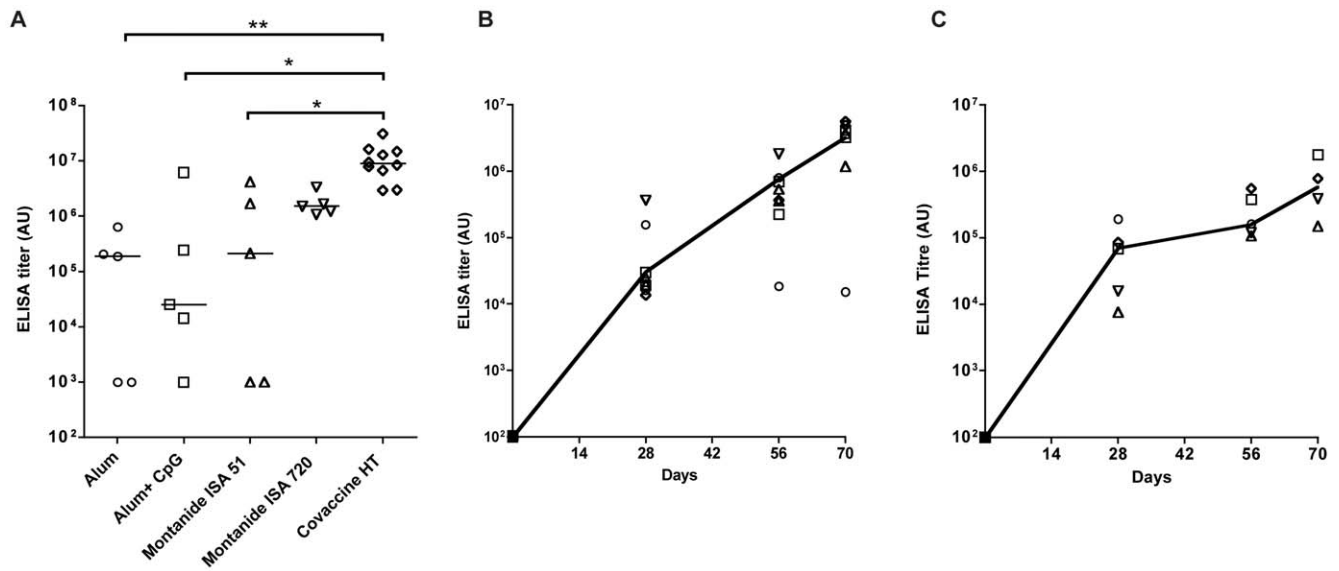 A
**
*
*
ELISA titer (AU)
10⁸
10⁷
10⁶
10⁵
10⁴
10³
10²
Alum
Alum+ CpG
Montanide ISA 51
Montanide ISA 720
Covaccine HT
B
ELISA titer (AU)
10⁷
10⁶
10⁵
10⁴
10³
10²
14 28 42 56 70
Days
C
ELISA Titre (AU)
10⁷
10⁶
10⁵
10⁴
10³
10²
14 28 42 56 70
Days